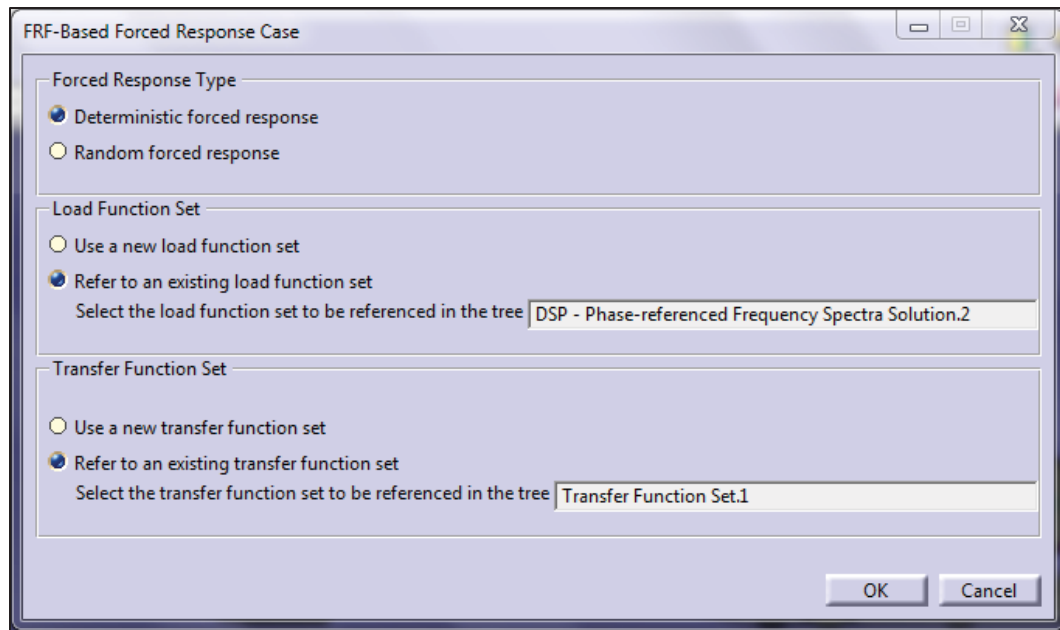 FRF-Based Forced Response Case
Forced Response Type
Deterministic forced response
Random forced response
Load Function Set
Use a new load function set
Refer to an existing load function set
Select the load function set to be referenced in the tree DSP - Phase-referenced Frequency Spectra Solution.2
Transfer Function Set
Use a new transfer function set
Refer to an existing transfer function set
Select the transfer function set to be referenced in the tree Transfer Function Set.1
OK Cancel